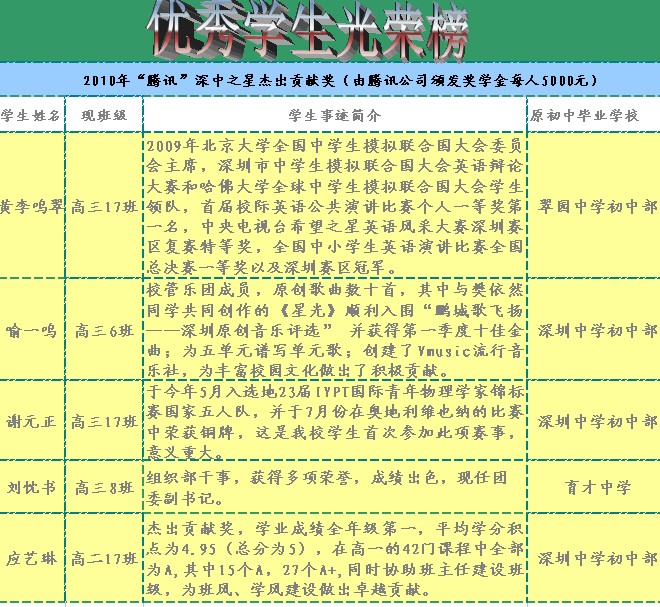 优秀学生光荣榜
2010年“腾讯”深中之星杰出贡献奖（由腾讯公司颁发奖学金每人5000元）
学生姓名 现班级 学生事迹简介 原初中毕业学校
2009年北京大学全国中学生模拟联合国大会委员
会主席，深圳市中学生模拟联合国大会英语辩论
大赛和哈佛大学全球中学生模拟联合国大会学生
黄李鸣翠 高三17班 领队，首届校际英语公共演讲比赛个人一等奖第 翠园中学初中部
一名，中央电视台希望之星英语风采大赛深圳赛
区复赛特等奖，全国中小学生英语演讲比赛全国
总决赛一等奖以及深圳赛区冠军。
校管乐团成员，原创歌曲数十首，其中与樊依然
同学共同创作的《星光》顺利入围“鹏城歌飞扬
喻一鸣 高三6班 ——深圳原创音乐评选” 并获得第一季度十佳金 深圳中学初中部
曲；为五单元谱写单元歌；创建了Vmusic流行音
乐社，为丰富校园文化做出了积极贡献。
于今年5月入选地23届IYPT国际青年物理学家锦标
谢元正 高三17班 赛国家五人队，并于7月份在奥地利维也纳的比赛 深圳中学初中部
中荣获铜牌，这是我校学生首次参加此项赛事，
意义重大。
刘忱书 高三8班 组织部干事，获得多项荣誉，成绩出色，现任团 育才中学
委副书记。
杰出贡献奖，学业成绩全年级第一，平均学分积
应艺琳 高二17班 点为4.95（总分为5），在高一的42门课程中全部 深圳中学初中部
为A,其中15个A，27个A+,同时协助班主任建设班
级，为班风、学风建设做出卓越贡献。